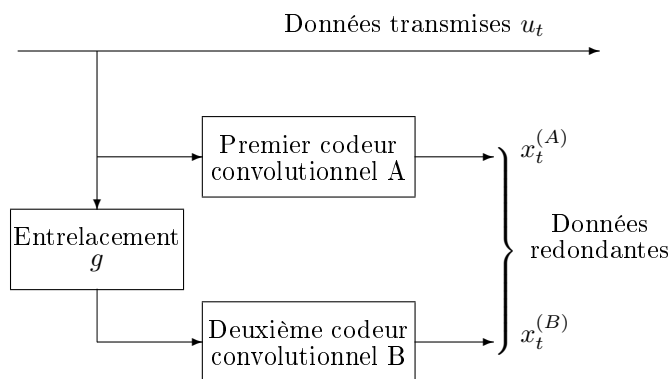 Données transmises u_t
Premier codeur
convolutionnel A
x_t^{(A)}
Entrelacement
g
Données
redondantes
Deuxième codeur
convolutionnel B
x_t^{(B)}